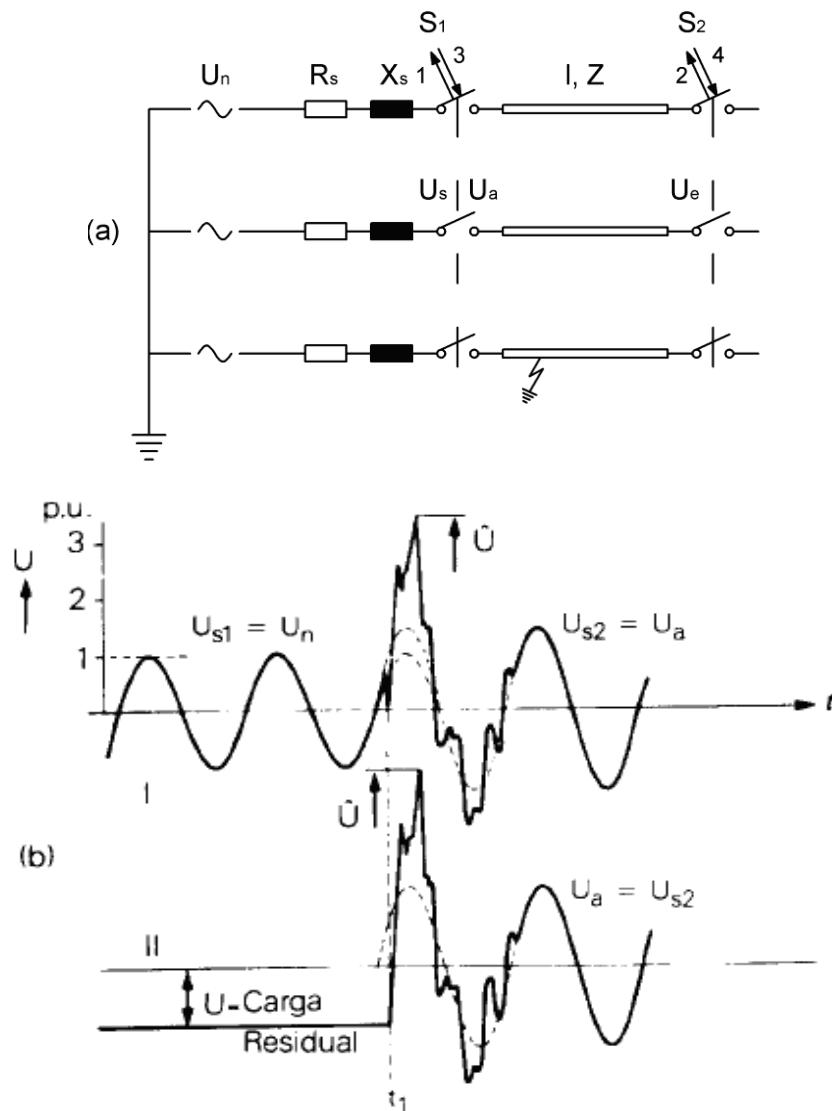 S1 S2
1 3 2 4
Un Rs Xs l, Z
Us Ua Ue
(a)
p.u.
3 Û
U
2
Us1 = Un Us2 = Ua
1
t
I
Û
(b)
Ua = Us2
II
U-Carga
Residual
t1